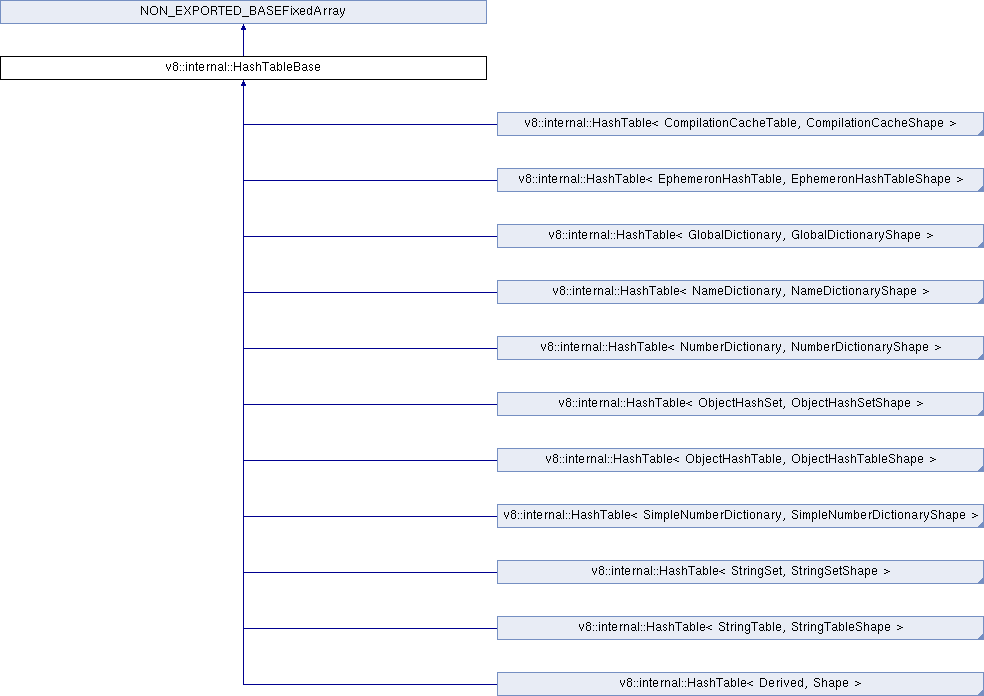 NON_EXPORTED_BASEFixedArray
v8::internal::HashTableBase
v8::internal::HashTable< CompilationCacheTable, CompilationCacheShape >
v8::internal::HashTable< EphemeronHashTable, EphemeronHashTableShape >
v8::internal::HashTable< GlobalDictionary, GlobalDictionaryShape >
v8::internal::HashTable< NameDictionary, NameDictionaryShape >
v8::internal::HashTable< NumberDictionary, NumberDictionaryShape >
v8::internal::HashTable< ObjectHashSet, ObjectHashSetShape >
v8::internal::HashTable< ObjectHashTable, ObjectHashTableShape >
v8::internal::HashTable< SimpleNumberDictionary, SimpleNumberDictionaryShape >
v8::internal::HashTable< StringSet, StringSetShape >
v8::internal::HashTable< StringTable, StringTableShape >
v8::internal::HashTable< Derived, Shape >